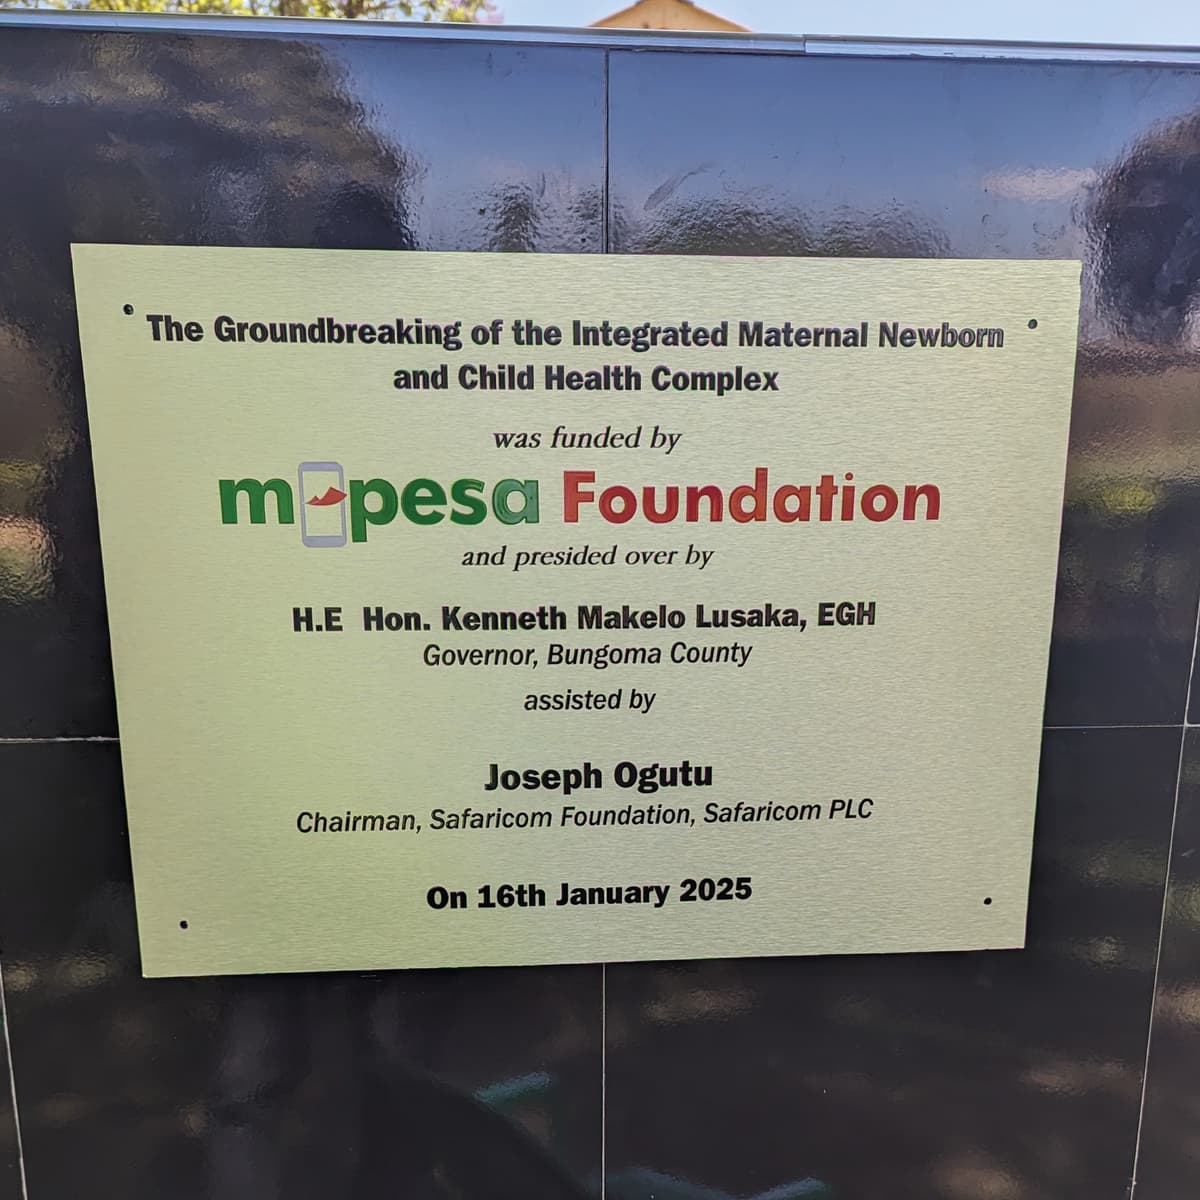 The Groundbreaking of the Integrated Maternal Newborn
and Child Health Complex
was funded by
m-pesa Foundation
and presided over by
H.E Hon. Kenneth Makelo Lusaka, EGH
Governor, Bungoma County
assisted by
Joseph Ogutu
Chairman, Safaricom Foundation, Safaricom PLC
On 16th January 2025